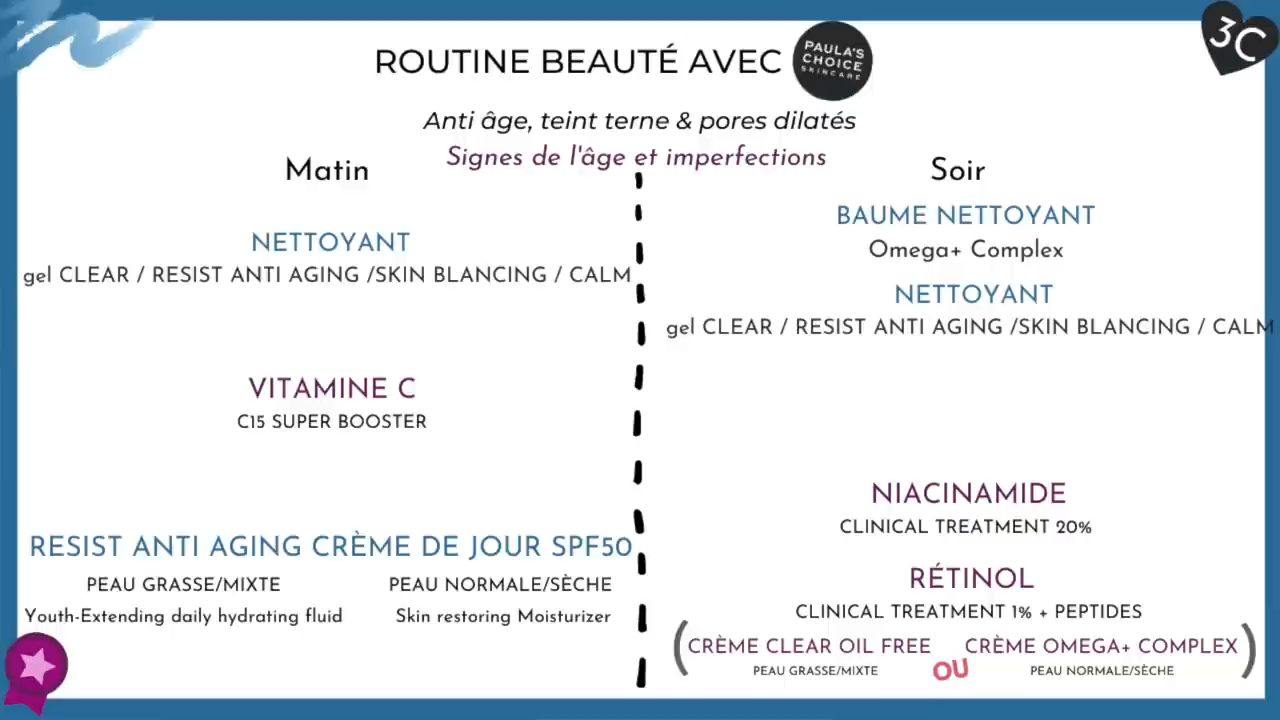 3C
ROUTINE BEAUTÉ AVEC
PAULA'S
CHOICE
SKINCARE
Anti âge, teint terne & pores dilatés
Signes de l'âge et imperfections
Matin
NETTOYANT
gel CLEAR / RESIST ANTI AGING /SKIN BLANCING / CALM
VITAMINE C
C15 SUPER BOOSTER
RESIST ANTI AGING CRÈME DE JOUR SPF50
PEAU GRASSE/MIXTE
Youth-Extending daily hydrating fluid
PEAU NORMALE/SÈCHE
Skin restoring Moisturizer
Soir
BAUME NETTOYANT
Omega+ Complex
NETTOYANT
gel CLEAR / RESIST ANTI AGING /SKIN BLANCING / CALM
NIACINAMIDE
CLINICAL TREATMENT 20%
RÉTINOL
CLINICAL TREATMENT 1% + PEPTIDES
(CRÈME CLEAR OIL FREE
PEAU GRASSE/MIXTE
OU
CRÈME OMEGA+ COMPLEX)
PEAU NORMALE/SÈCHE